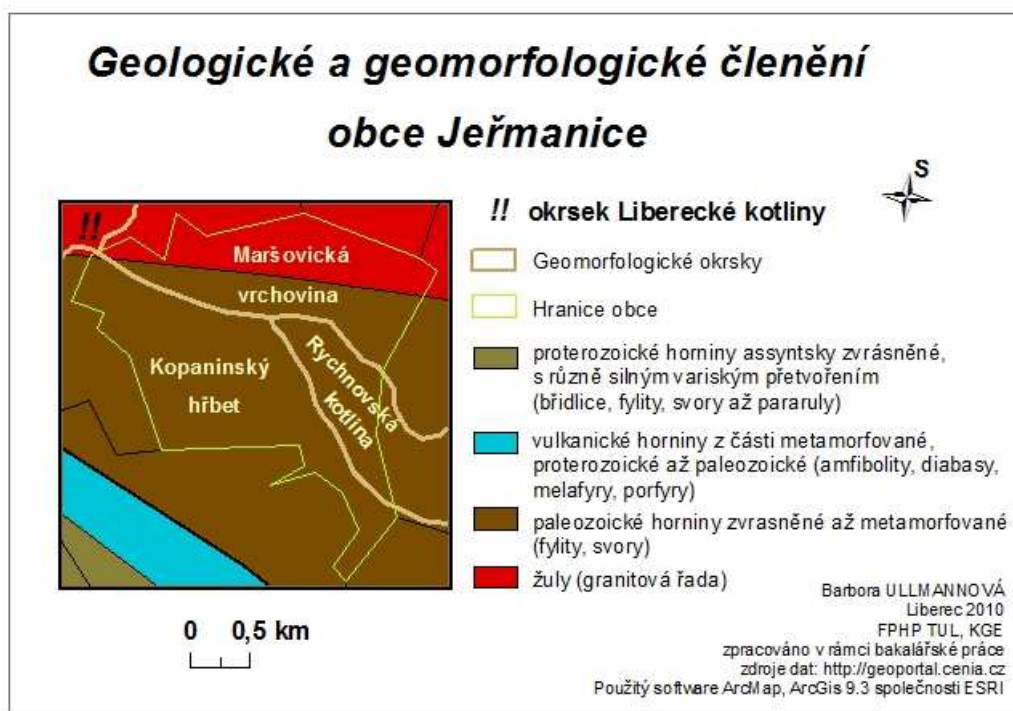 Geologické a geomorfologické členění
obce Jeřmanice
S
!!
Maršovická
vrchovina
Kopaninský
hřbet
Rychnovská
kotlina
!! okrsek Liberecké kotliny
Geomorfologické okrsky
Hranice obce
proterozoické horniny assyntsky zvrásněné,
s různě silným variským přetvořením
(břidlice, fylity, svory až pararuly)
vulkanické horniny z části metamorfované,
proterozoické až paleozoické (amfibolity, diabasy,
melafyry, porfyry)
paleozoické horniny zvrasněné až metamorfované
(fylity, svory)
žuly (granitová řada)
0 0,5 km
Barbora ULLMANNOVÁ
Liberec 2010
FPHP TUL, KGE
zpracováno v rámci bakalářské práce
zdroje dat: http://geoportal.cenia.cz
Použitý software ArcMap, ArcGis 9.3 společnosti ESRI